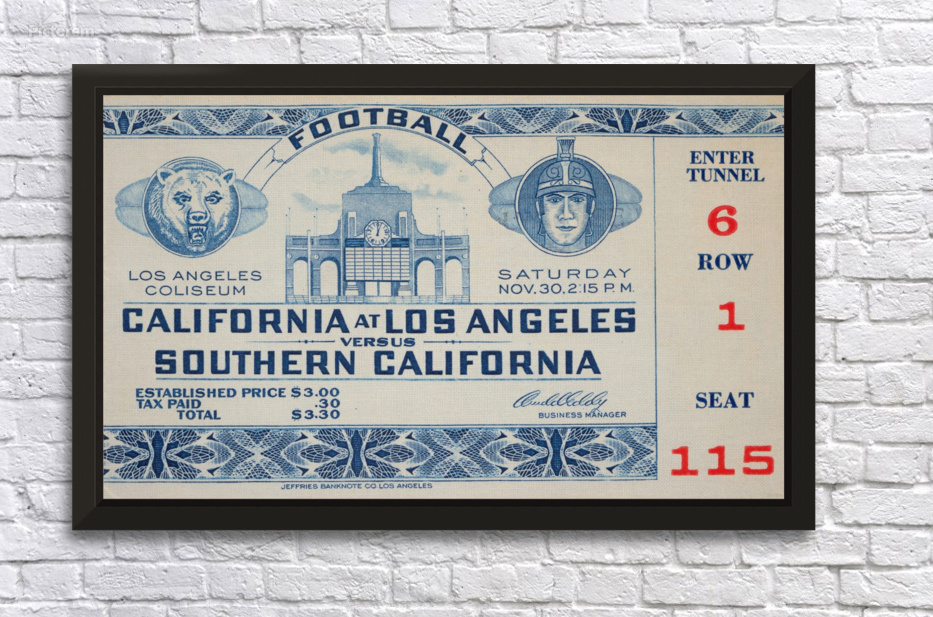 FOOTBALL
LOS ANGELES
COLISEUM
SATURDAY
NOV. 30, 2:15 P. M.
CALIFORNIA AT LOS ANGELES
VERSUS
SOUTHERN CALIFORNIA
ESTABLISHED PRICE $3.00
TAX PAID .30
TOTAL $3.30
BUSINESS MANAGER
JEFFRIES BANKNOTE CO LOS ANGELES
ENTER
TUNNEL
6
ROW
1
SEAT
115